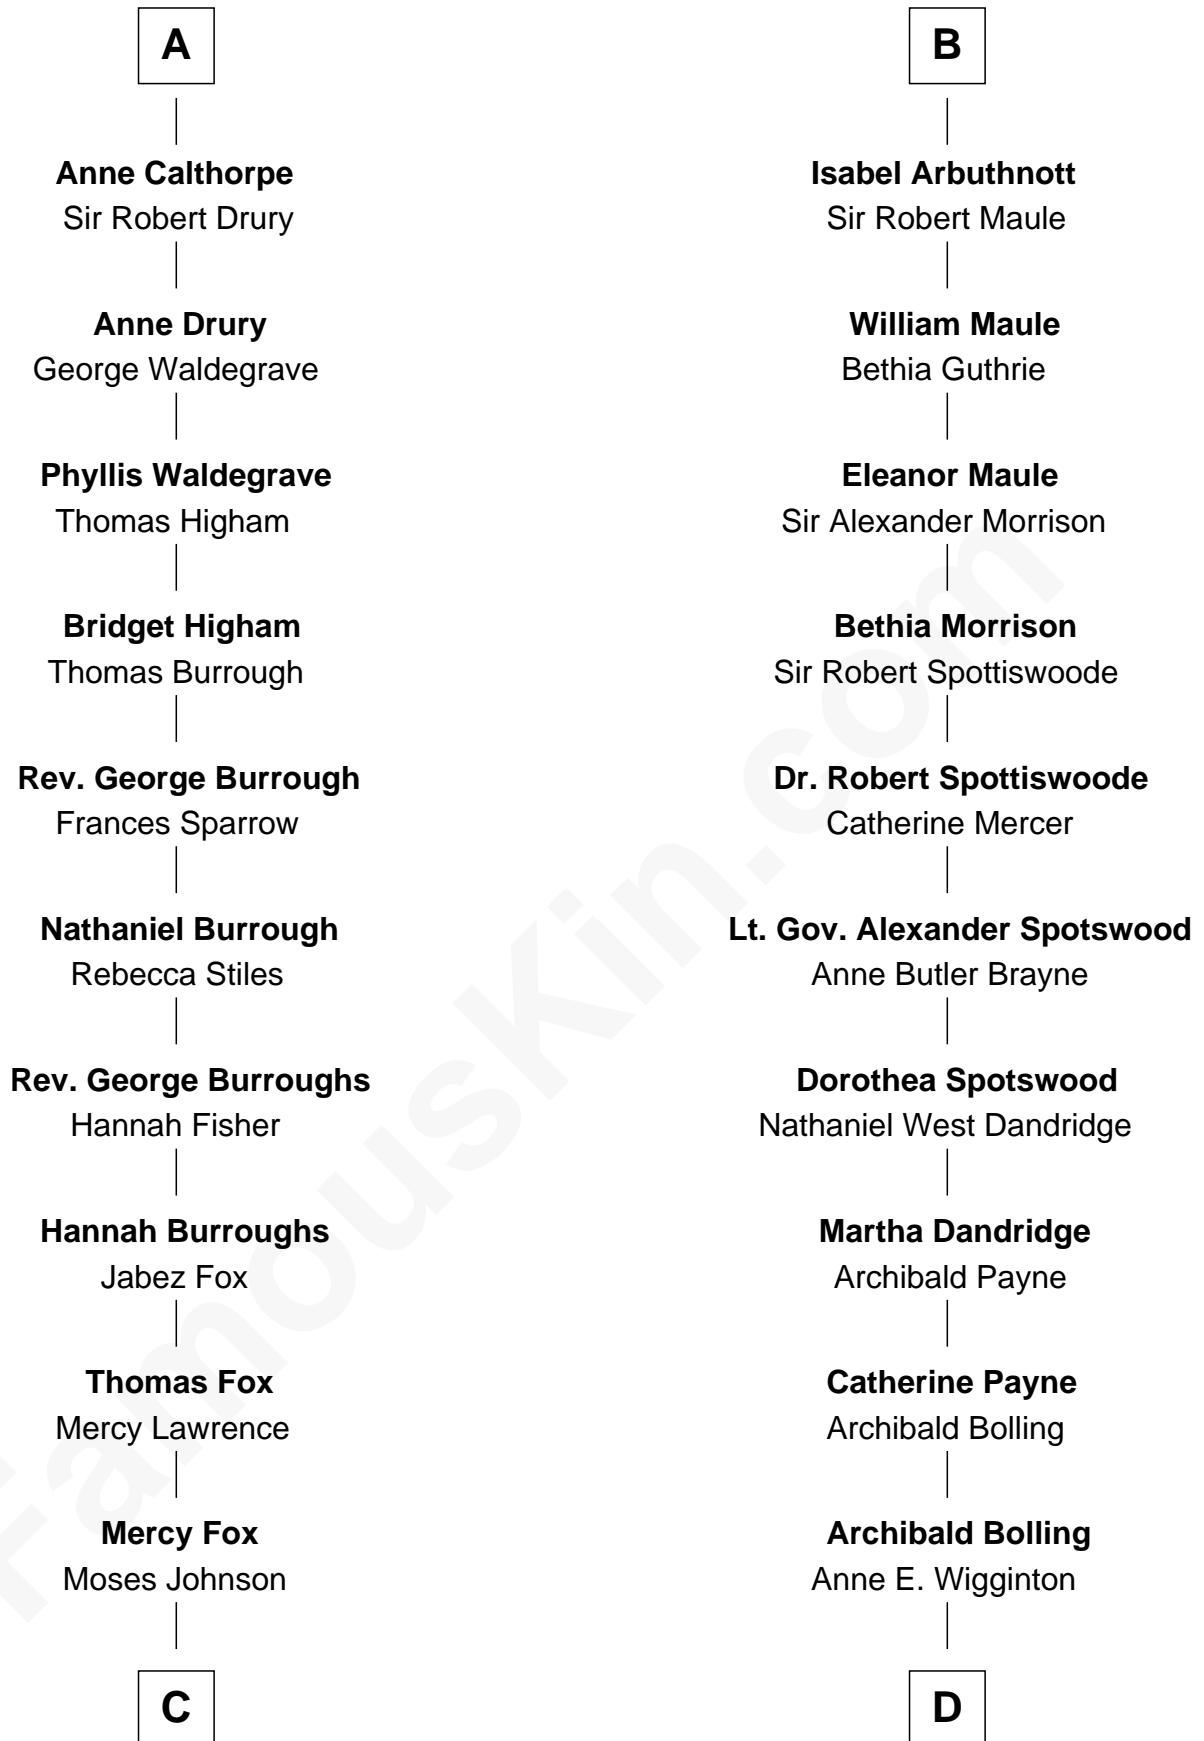 A
Anne Calthorpe
Sir Robert Drury
Anne Drury
George Waldegrave
Phyllis Waldegrave
Thomas Higham
Bridget Higham
Thomas Burrough
Rev. George Burrough
Frances Sparrow
Nathaniel Burrough
Rebecca Stiles
Rev. George Burroughs
Hannah Fisher
Hannah Burroughs
Jabez Fox
Thomas Fox
Mercy Lawrence
Mercy Fox
Moses Johnson
C
B
Isabel Arbuthnott
Sir Robert Maule
William Maule
Bethia Guthrie
Eleanor Maule
Sir Alexander Morrison
Bethia Morrison
Sir Robert Spottiswoode
Dr. Robert Spottiswoode
Catherine Mercer
Lt. Gov. Alexander Spotswood
Anne Butler Brayne
Dorothea Spotswood
Nathaniel West Dandridge
Martha Dandridge
Archibald Payne
Catherine Payne
Archibald Bolling
Archibald Bolling
Anne E. Wigginton
D
FamousKin.com